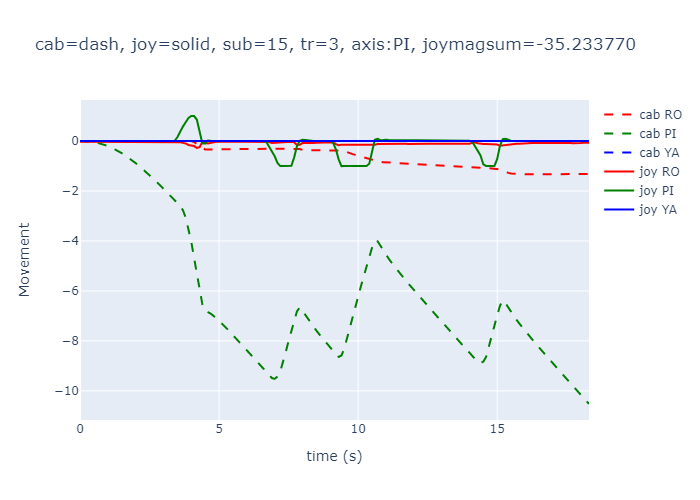 cab=dash, joy=solid, sub=15, tr=3, axis:PI, joymagsum=-35.233770
cab RO
cab PI
cab YA
joy RO
joy PI
joy YA
Movement
0
−2
−4
−6
−8
−10
0
5
10
15
time (s)